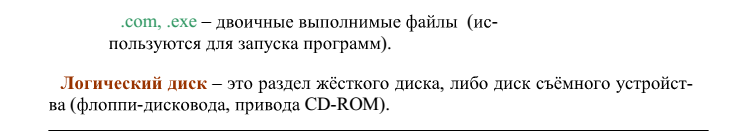 .com, .exe – двоичные выполнимые файлы  (ис-
пользуются для запуска программ).
Логический диск – это раздел жёсткого диска, либо диск съёмного устройст-
ва (флоппи-дисковода, привода CD-ROM).